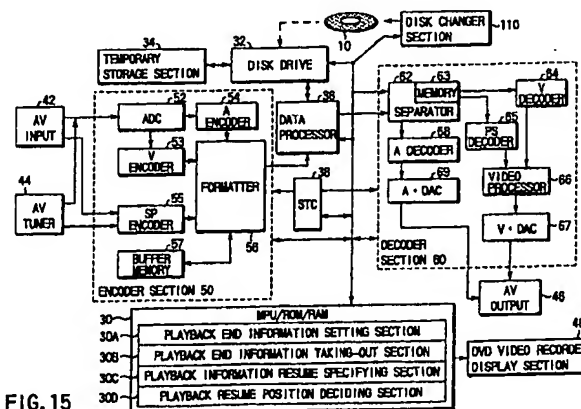 DISK CHANGER
SECTION
110
10
34
TEMPORARY
STORAGE SECTION
32
DISK DRIVE
42
AV
INPUT
44
AV
TUNER
52
ADC
54
A
ENCODER
53
V
ENCODER
55
SP
ENCODER
FORMATTER
56
57
BUFFER
MEMORY
ENCODER SECTION 50
36
DATA
PROCESSOR
38
STC
62
63
MEMORY
SEPARATOR
64
V
DECODER
65
PS
DECODER
68
A DECODER
69
A・DAC
VIDEO
PROCESSOR
66
V・DAC
67
DECODER
SECTION 60
AV
OUTPUT
46
30
MPU/ROM/RAM
30A
PLAYBACK END INFORMATION SETTING SECTION
30B
PLAYBACK END INFORMATION TAKING-OUT SECTION
30C
PLAYBACK INFORMATION RESUME SPECIFYING SECTION
30D
PLAYBACK RESUME POSITION DECIDING SECTION
48
DVD VIDEO RECORDER
DISPLAY SECTION
FIG. 15